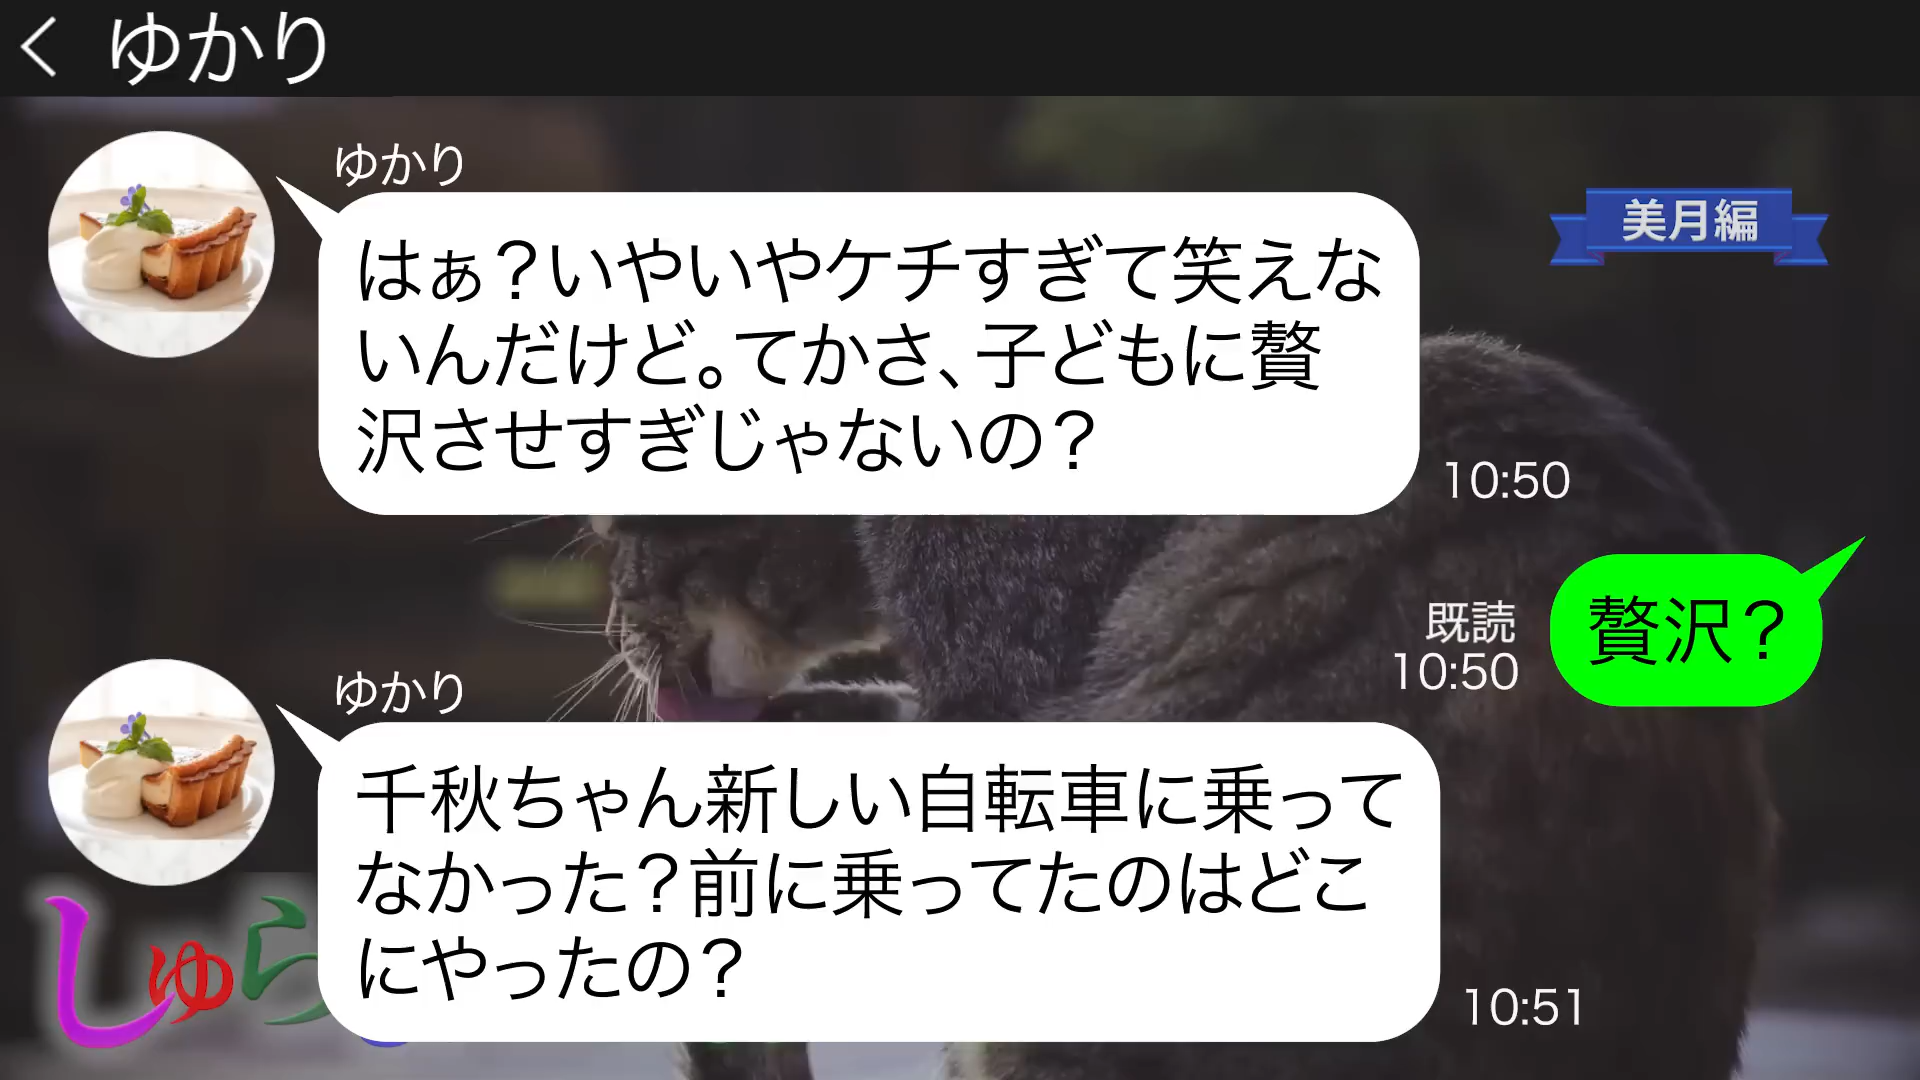 ゆかり
ゆかり
美月編
はぁ？いやいやケチすぎて笑えな
いんだけど。てかさ、子どもに贅
沢させすぎじゃないの？
10:50
贅沢？
既読
10:50
ゆかり
千秋ちゃん新しい自転車に乗って
なかった？前に乗ってたのはどこ
にやったの？
10:51
しゅら